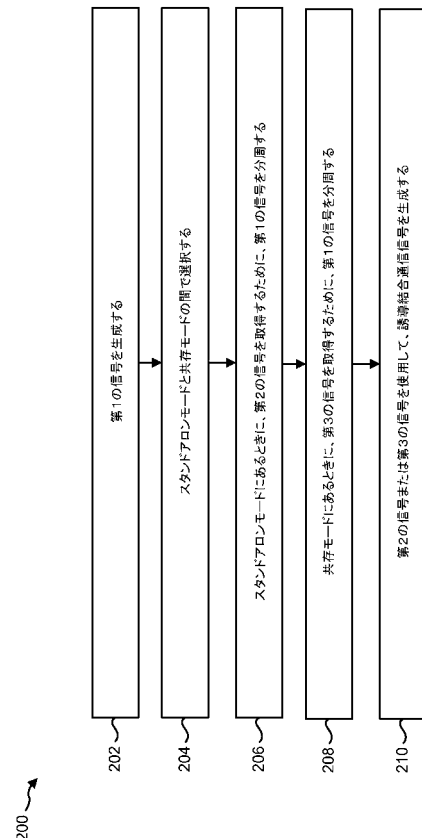 200
202
第1の信号を生成する
204
スタンドアロンモードと共存モードの間で選択する
206
スタンドアロンモードにあるときに、第2の信号を取得するために、第1の信号を分周する
208
共存モードにあるときに、第3の信号を取得するために、第1の信号を分周する
210
第2の信号または第3の信号を使用して、誘導結合通信信号を生成する